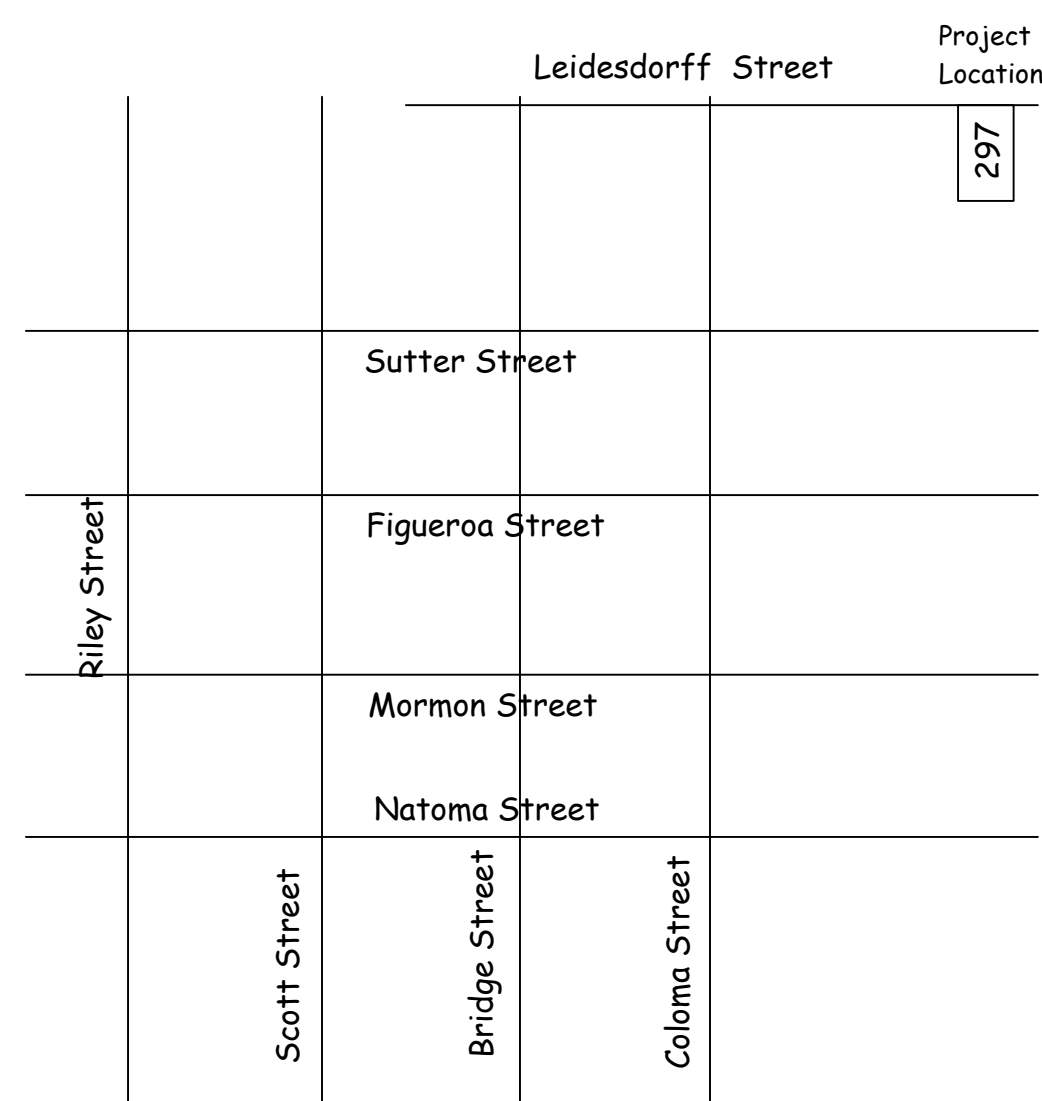 Project
Location
Leidesdorff Street
297
Sutter Street
Figueroa Street
Riley Street
Mormon Street
Natoma Street
Scott Street
Bridge Street
Coloma Street